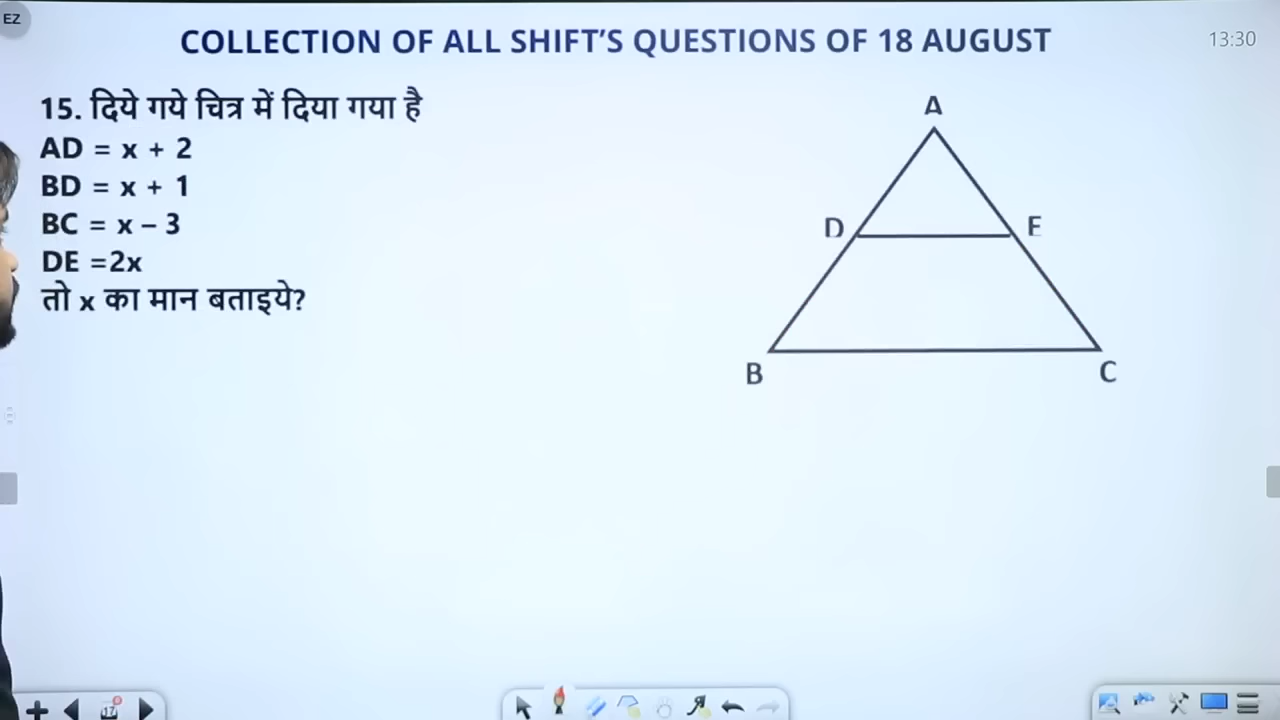 EZ
COLLECTION OF ALL SHIFT’S QUESTIONS OF 18 AUGUST
13:30
15. दिये गये चित्र में दिया गया है
AD = x + 2
BD = x + 1
BC = x – 3
DE =2x
तो x का मान बताइये?
A
D
E
B
C
17